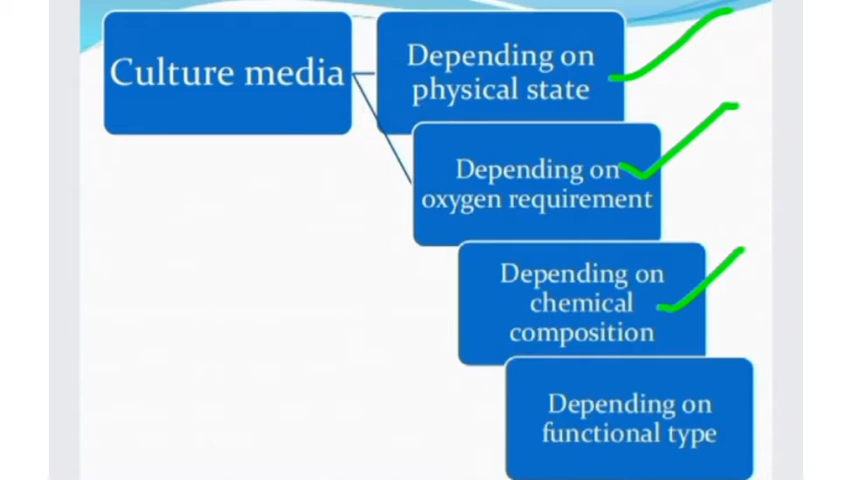 Culture media
Depending on
physical state
Depending on
oxygen requirement
Depending on
chemical
composition
Depending on
functional type